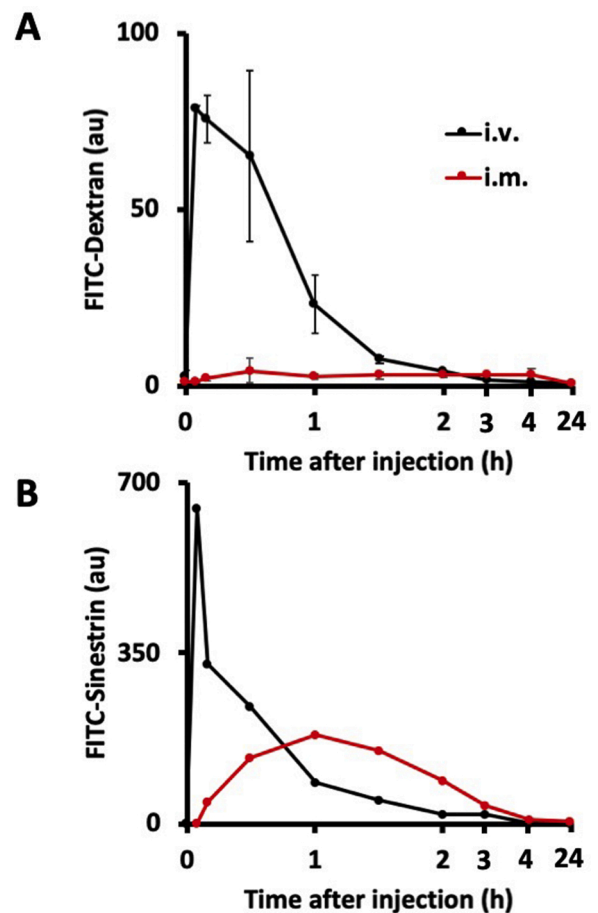 A
FITC-Dextran (au)
100
50
0
i.v.
i.m.
0 1 2 3 4 24
Time after injection (h)
B
FITC-Sinestrin (au)
700
350
0
0 1 2 3 4 24
Time after injection (h)